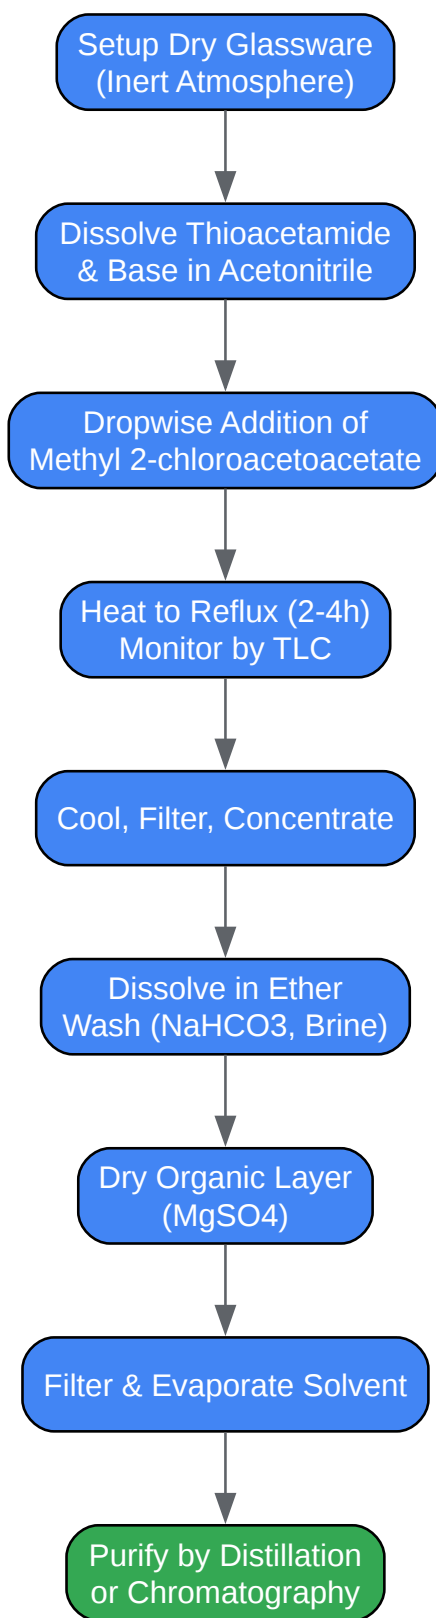 Setup Dry Glassware
(Inert Atmosphere)
Dissolve Thioacetamide
& Base in Acetonitrile
Dropwise Addition of
Methyl 2-chloroacetoacetate
Heat to Reflux (2-4h)
Monitor by TLC
Cool, Filter, Concentrate
Dissolve in Ether
Wash (NaHCO3, Brine)
Dry Organic Layer
(MgSO4)
Filter & Evaporate Solvent
Purify by Distillation
or Chromatography